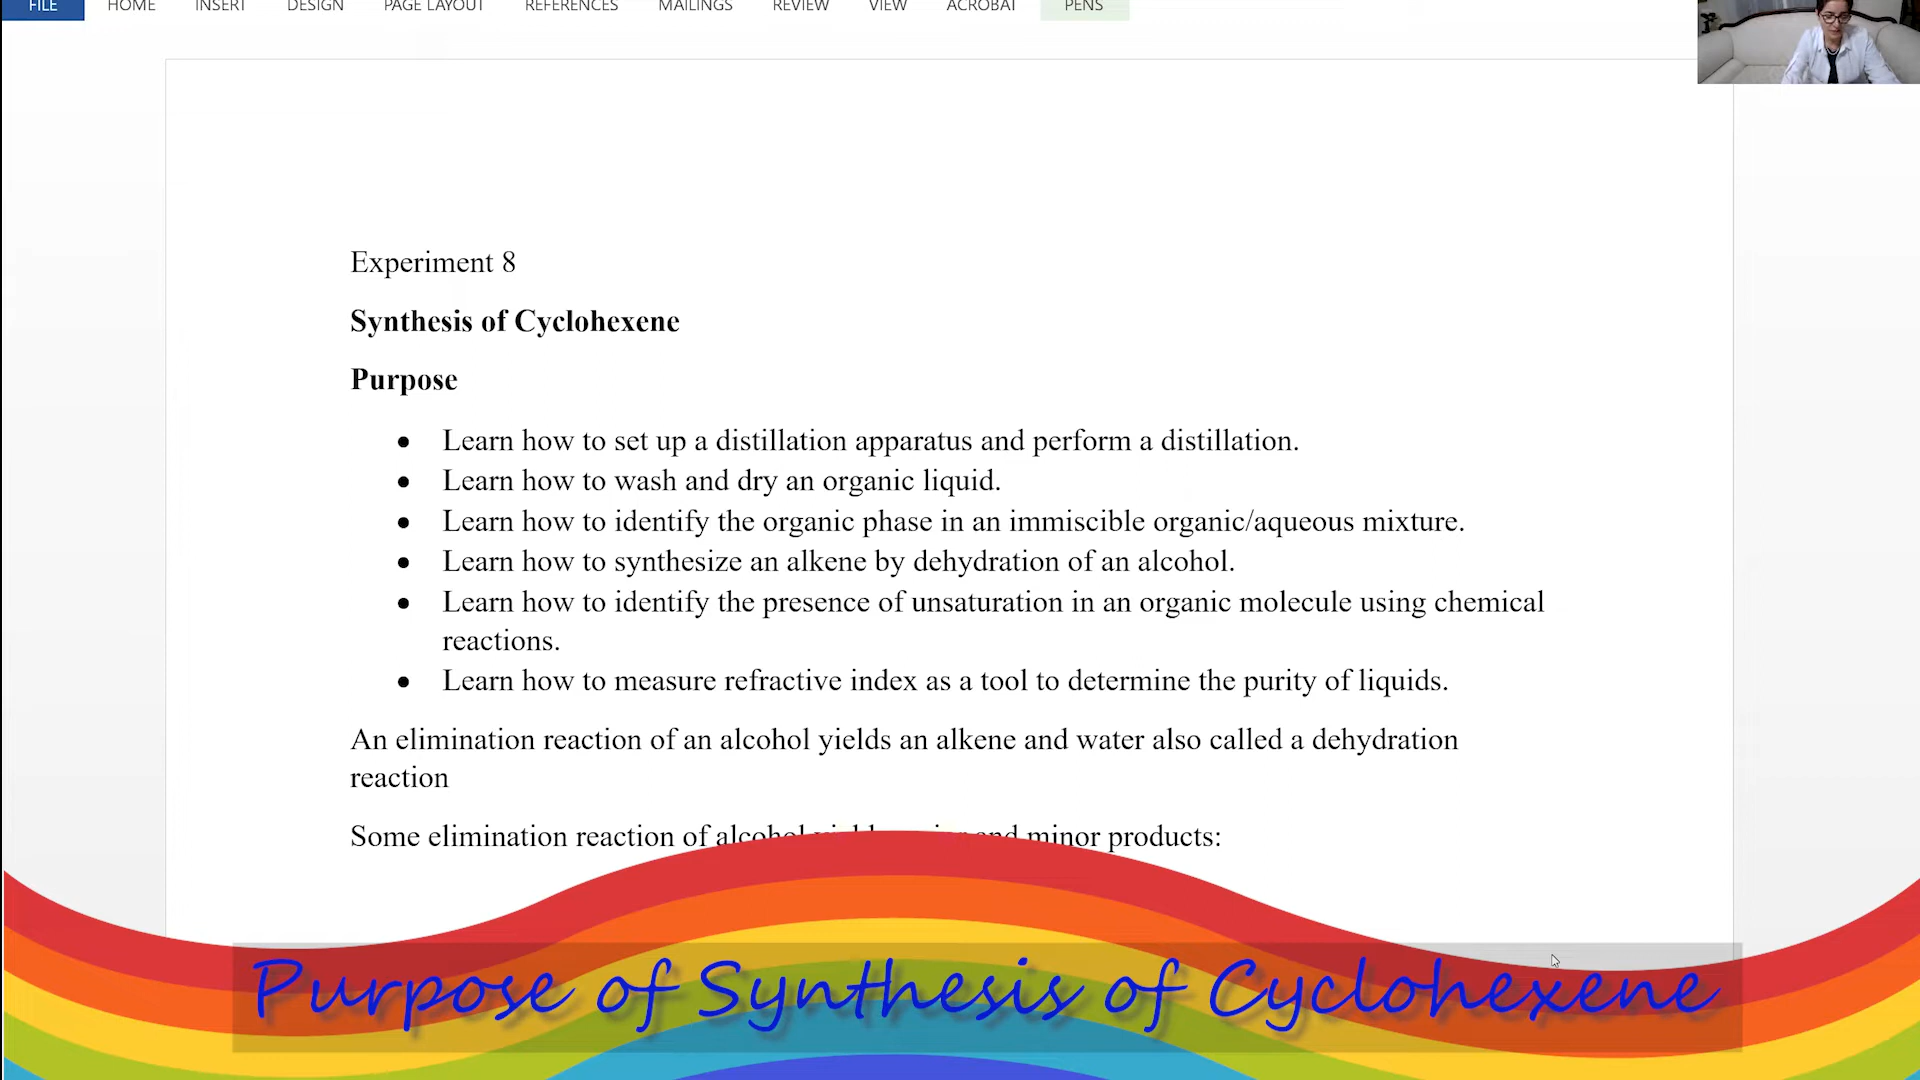 FILE HOME INSERT DESIGN PAGE LAYOUT REFERENCES MAILINGS REVIEW VIEW ACROBAT PENS
Experiment 8
Synthesis of Cyclohexene
Purpose
• Learn how to set up a distillation apparatus and perform a distillation.
• Learn how to wash and dry an organic liquid.
• Learn how to identify the organic phase in an immiscible organic/aqueous mixture.
• Learn how to synthesize an alkene by dehydration of an alcohol.
• Learn how to identify the presence of unsaturation in an organic molecule using chemical
reactions.
• Learn how to measure refractive index as a tool to determine the purity of liquids.
An elimination reaction of an alcohol yields an alkene and water also called a dehydration
reaction
Some elimination reaction of alcohol and minor products:
Purpose of Synthesis of Cyclohexene